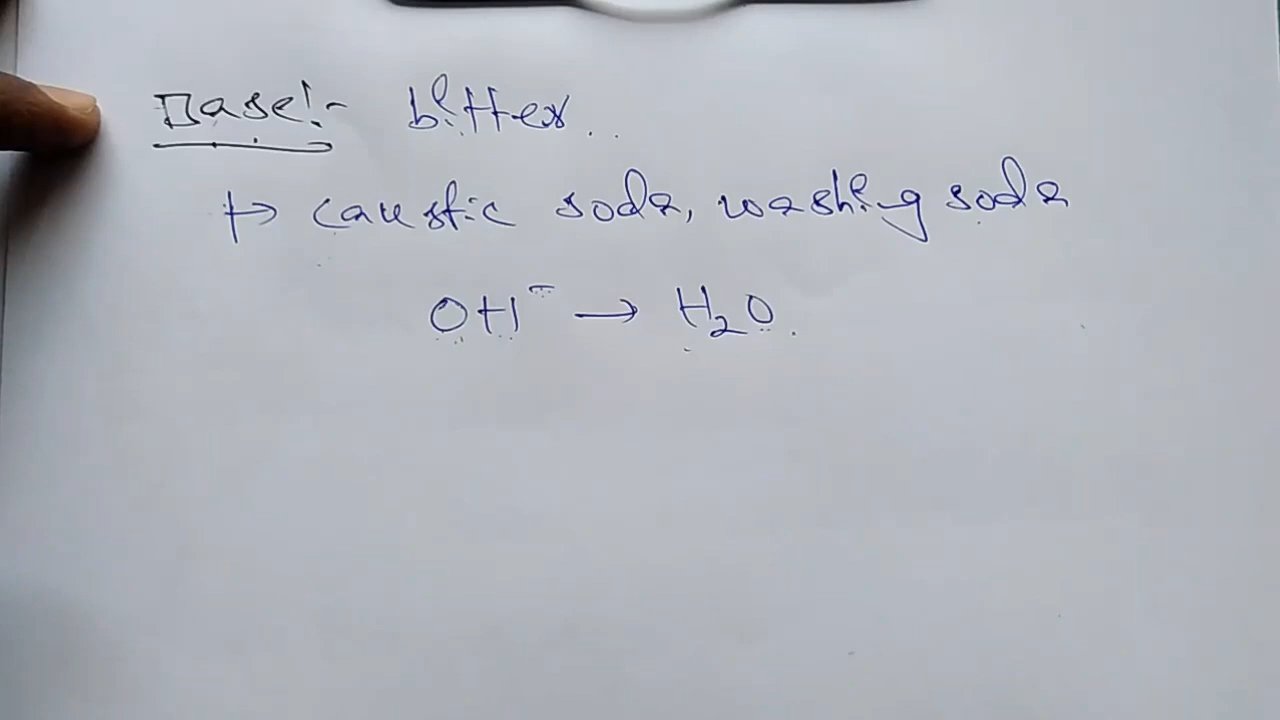 Base:- bitter..
↦ caustic soda, washing soda
OH⁻ → H₂O.